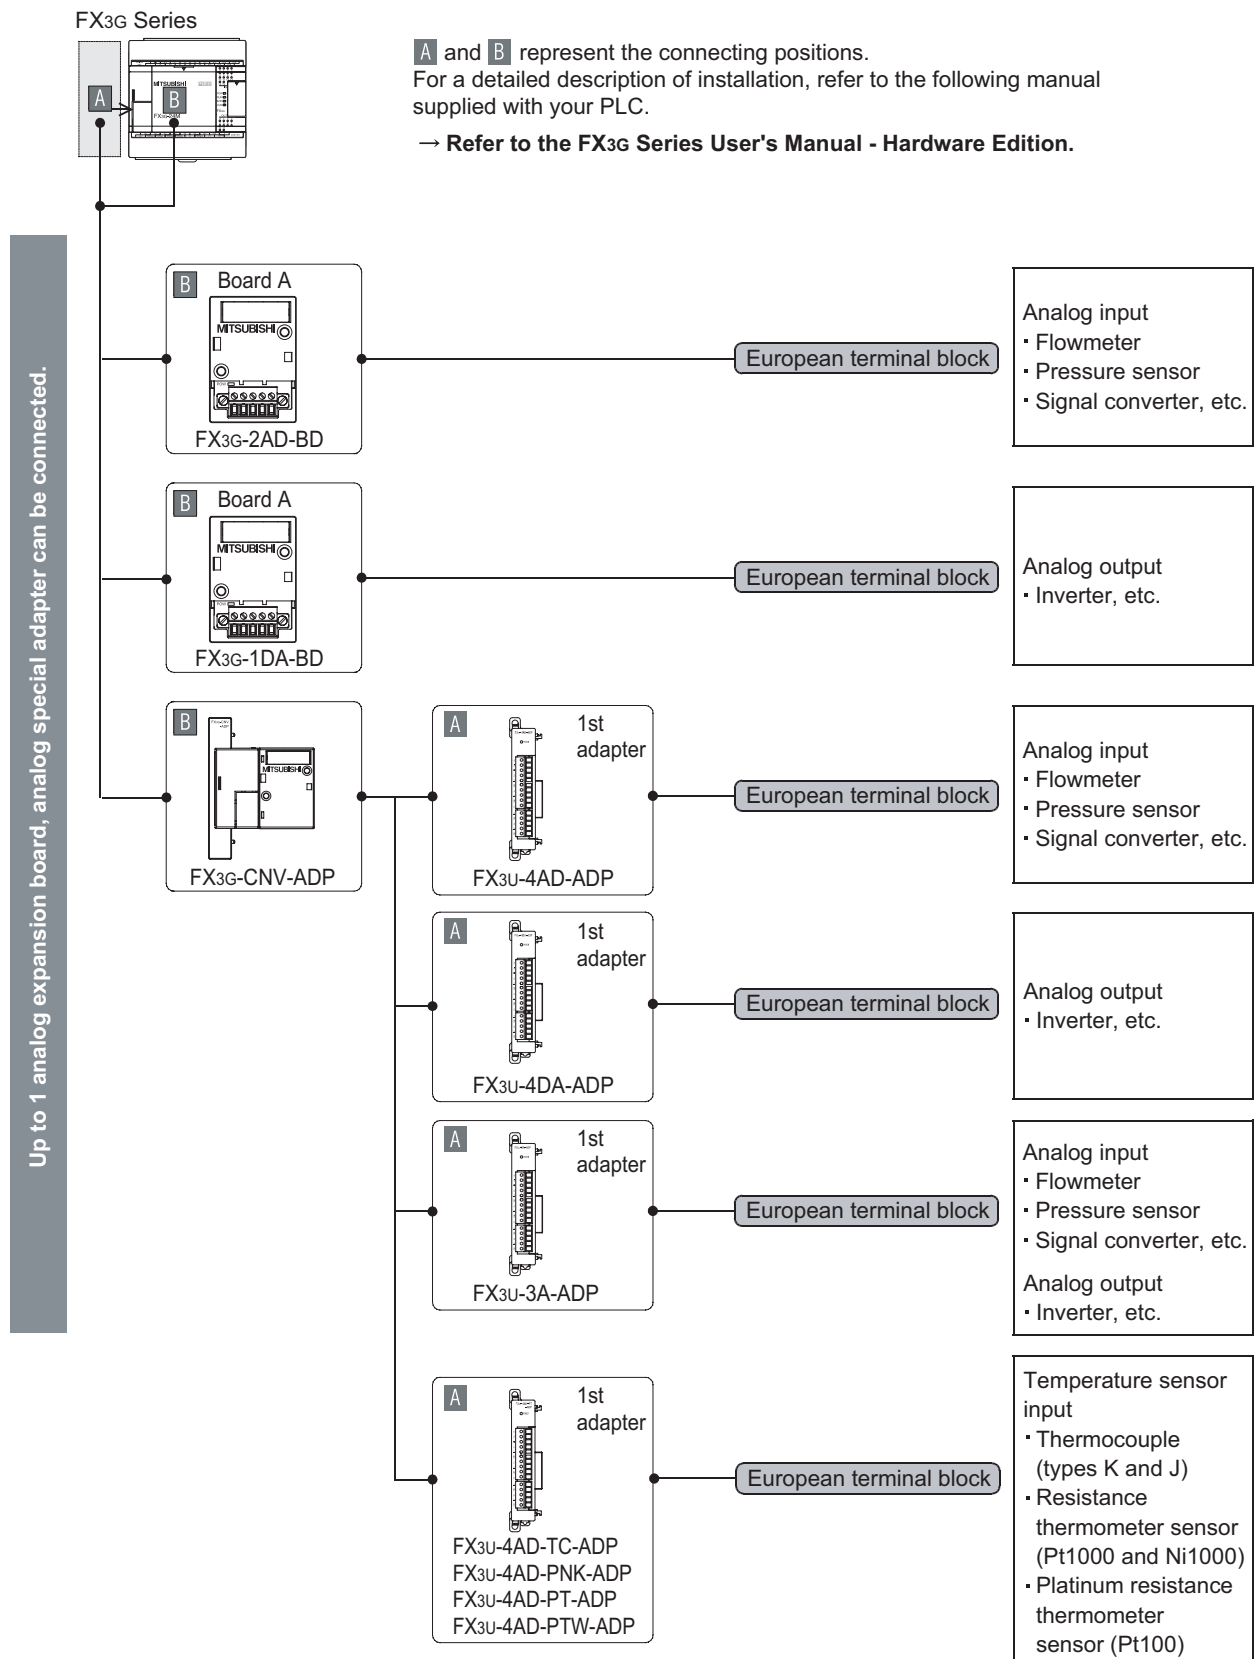 FX3G Series
A and B represent the connecting positions.
For a detailed description of installation, refer to the following manual
supplied with your PLC.
→ Refer to the FX3G Series User's Manual - Hardware Edition.
A
B
MITSUBISHI
Up to 1 analog expansion board, analog special adapter can be connected.
B Board A
MITSUBISHI
FX3G-2AD-BD
European terminal block
Analog input
· Flowmeter
· Pressure sensor
· Signal converter, etc.
B Board A
MITSUBISHI
FX3G-1DA-BD
European terminal block
Analog output
· Inverter, etc.
B
MITSUBISHI
FX3G-CNV-ADP
A 1st
adapter
FX3U-4AD-ADP
European terminal block
Analog input
· Flowmeter
· Pressure sensor
· Signal converter, etc.
A 1st
adapter
FX3U-4DA-ADP
European terminal block
Analog output
· Inverter, etc.
A 1st
adapter
FX3U-3A-ADP
European terminal block
Analog input
· Flowmeter
· Pressure sensor
· Signal converter, etc.
Analog output
· Inverter, etc.
A 1st
adapter
FX3U-4AD-TC-ADP
FX3U-4AD-PNK-ADP
FX3U-4AD-PT-ADP
FX3U-4AD-PTW-ADP
European terminal block
Temperature sensor
input
· Thermocouple
(types K and J)
· Resistance
thermometer sensor
(Pt1000 and Ni1000)
· Platinum resistance
thermometer
sensor (Pt100)